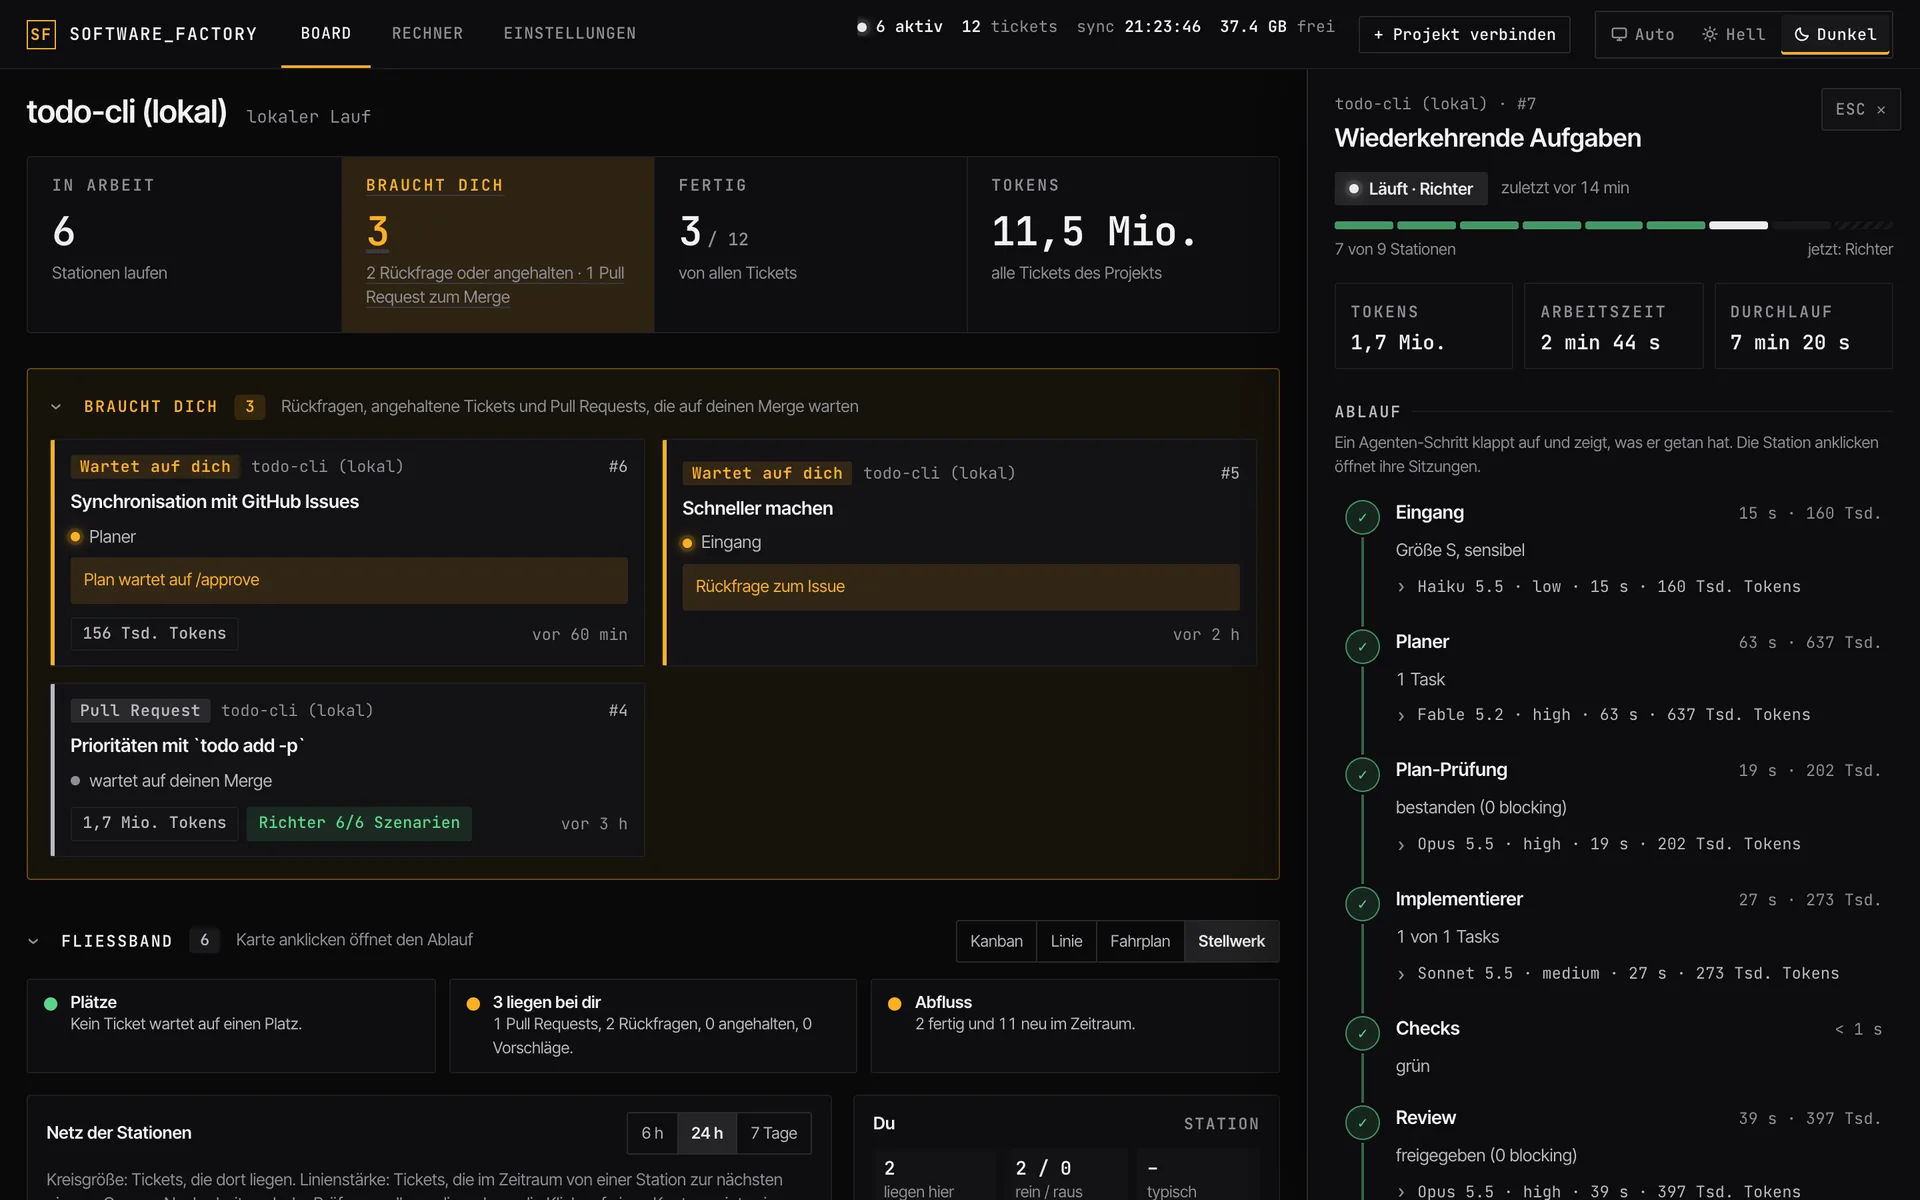 SF SOFTWARE_FACTORY BOARD RECHNER EINSTELLUNGEN 6 aktiv 12 tickets sync 21:23:46 37.4 GB frei + Projekt verbinden Auto Hell Dunkel
todo-cli (lokal) lokaler Lauf
IN ARBEIT
6
Stationen laufen
BRAUCHT DICH
3
2 Rückfrage oder angehalten · 1 Pull
Request zum Merge
FERTIG
3 / 12
von allen Tickets
TOKENS
11,5 Mio.
alle Tickets des Projekts
BRAUCHT DICH 3 Rückfragen, angehaltene Tickets und Pull Requests, die auf deinen Merge warten
Wartet auf dich todo-cli (lokal) #6
Synchronisation mit GitHub Issues
Planer
Plan wartet auf /approve
156 Tsd. Tokens vor 60 min
Wartet auf dich todo-cli (lokal) #5
Schneller machen
Eingang
Rückfrage zum Issue
vor 2 h
Pull Request todo-cli (lokal) #4
Prioritäten mit `todo add -p`
wartet auf deinen Merge
1,7 Mio. Tokens Richter 6/6 Szenarien vor 3 h
FLIESSBAND 6 Karte anklicken öffnet den Ablauf Kanban Linie Fahrplan Stellwerk
Plätze
Kein Ticket wartet auf einen Platz.
3 liegen bei dir
1 Pull Requests, 2 Rückfragen, 0 angehalten, 0
Vorschläge.
Abfluss
2 fertig und 11 neu im Zeitraum.
Netz der Stationen 6 h 24 h 7 Tage
Kreisgröße: Tickets, die dort liegen. Linienstärke: Tickets, die im Zeitraum von einer Station zur nächsten
Du STATION
2
liegen hier
2 / 0
rein / raus
–
typisch
todo-cli (lokal) · #7 ESC ×
Wiederkehrende Aufgaben
Läuft · Richter zuletzt vor 14 min
7 von 9 Stationen jetzt: Richter
TOKENS
1,7 Mio.
ARBEITSZEIT
2 min 44 s
DURCHLAUF
7 min 20 s
ABLAUF
Ein Agenten-Schritt klappt auf und zeigt, was er getan hat. Die Station anklicken
öffnet ihre Sitzungen.
✓ Eingang 15 s · 160 Tsd.
Größe S, sensibel
› Haiku 5.5 · low · 15 s · 160 Tsd. Tokens
✓ Planer 63 s · 637 Tsd.
1 Task
› Fable 5.2 · high · 63 s · 637 Tsd. Tokens
✓ Plan-Prüfung 19 s · 202 Tsd.
bestanden (0 blocking)
› Opus 5.5 · high · 19 s · 202 Tsd. Tokens
✓ Implementierer 27 s · 273 Tsd.
1 von 1 Tasks
› Sonnet 5.5 · medium · 27 s · 273 Tsd. Tokens
✓ Checks < 1 s
grün
✓ Review 39 s · 397 Tsd.
freigegeben (0 blocking)
› Opus 5.5 · high · 39 s · 397 Tsd. Tokens